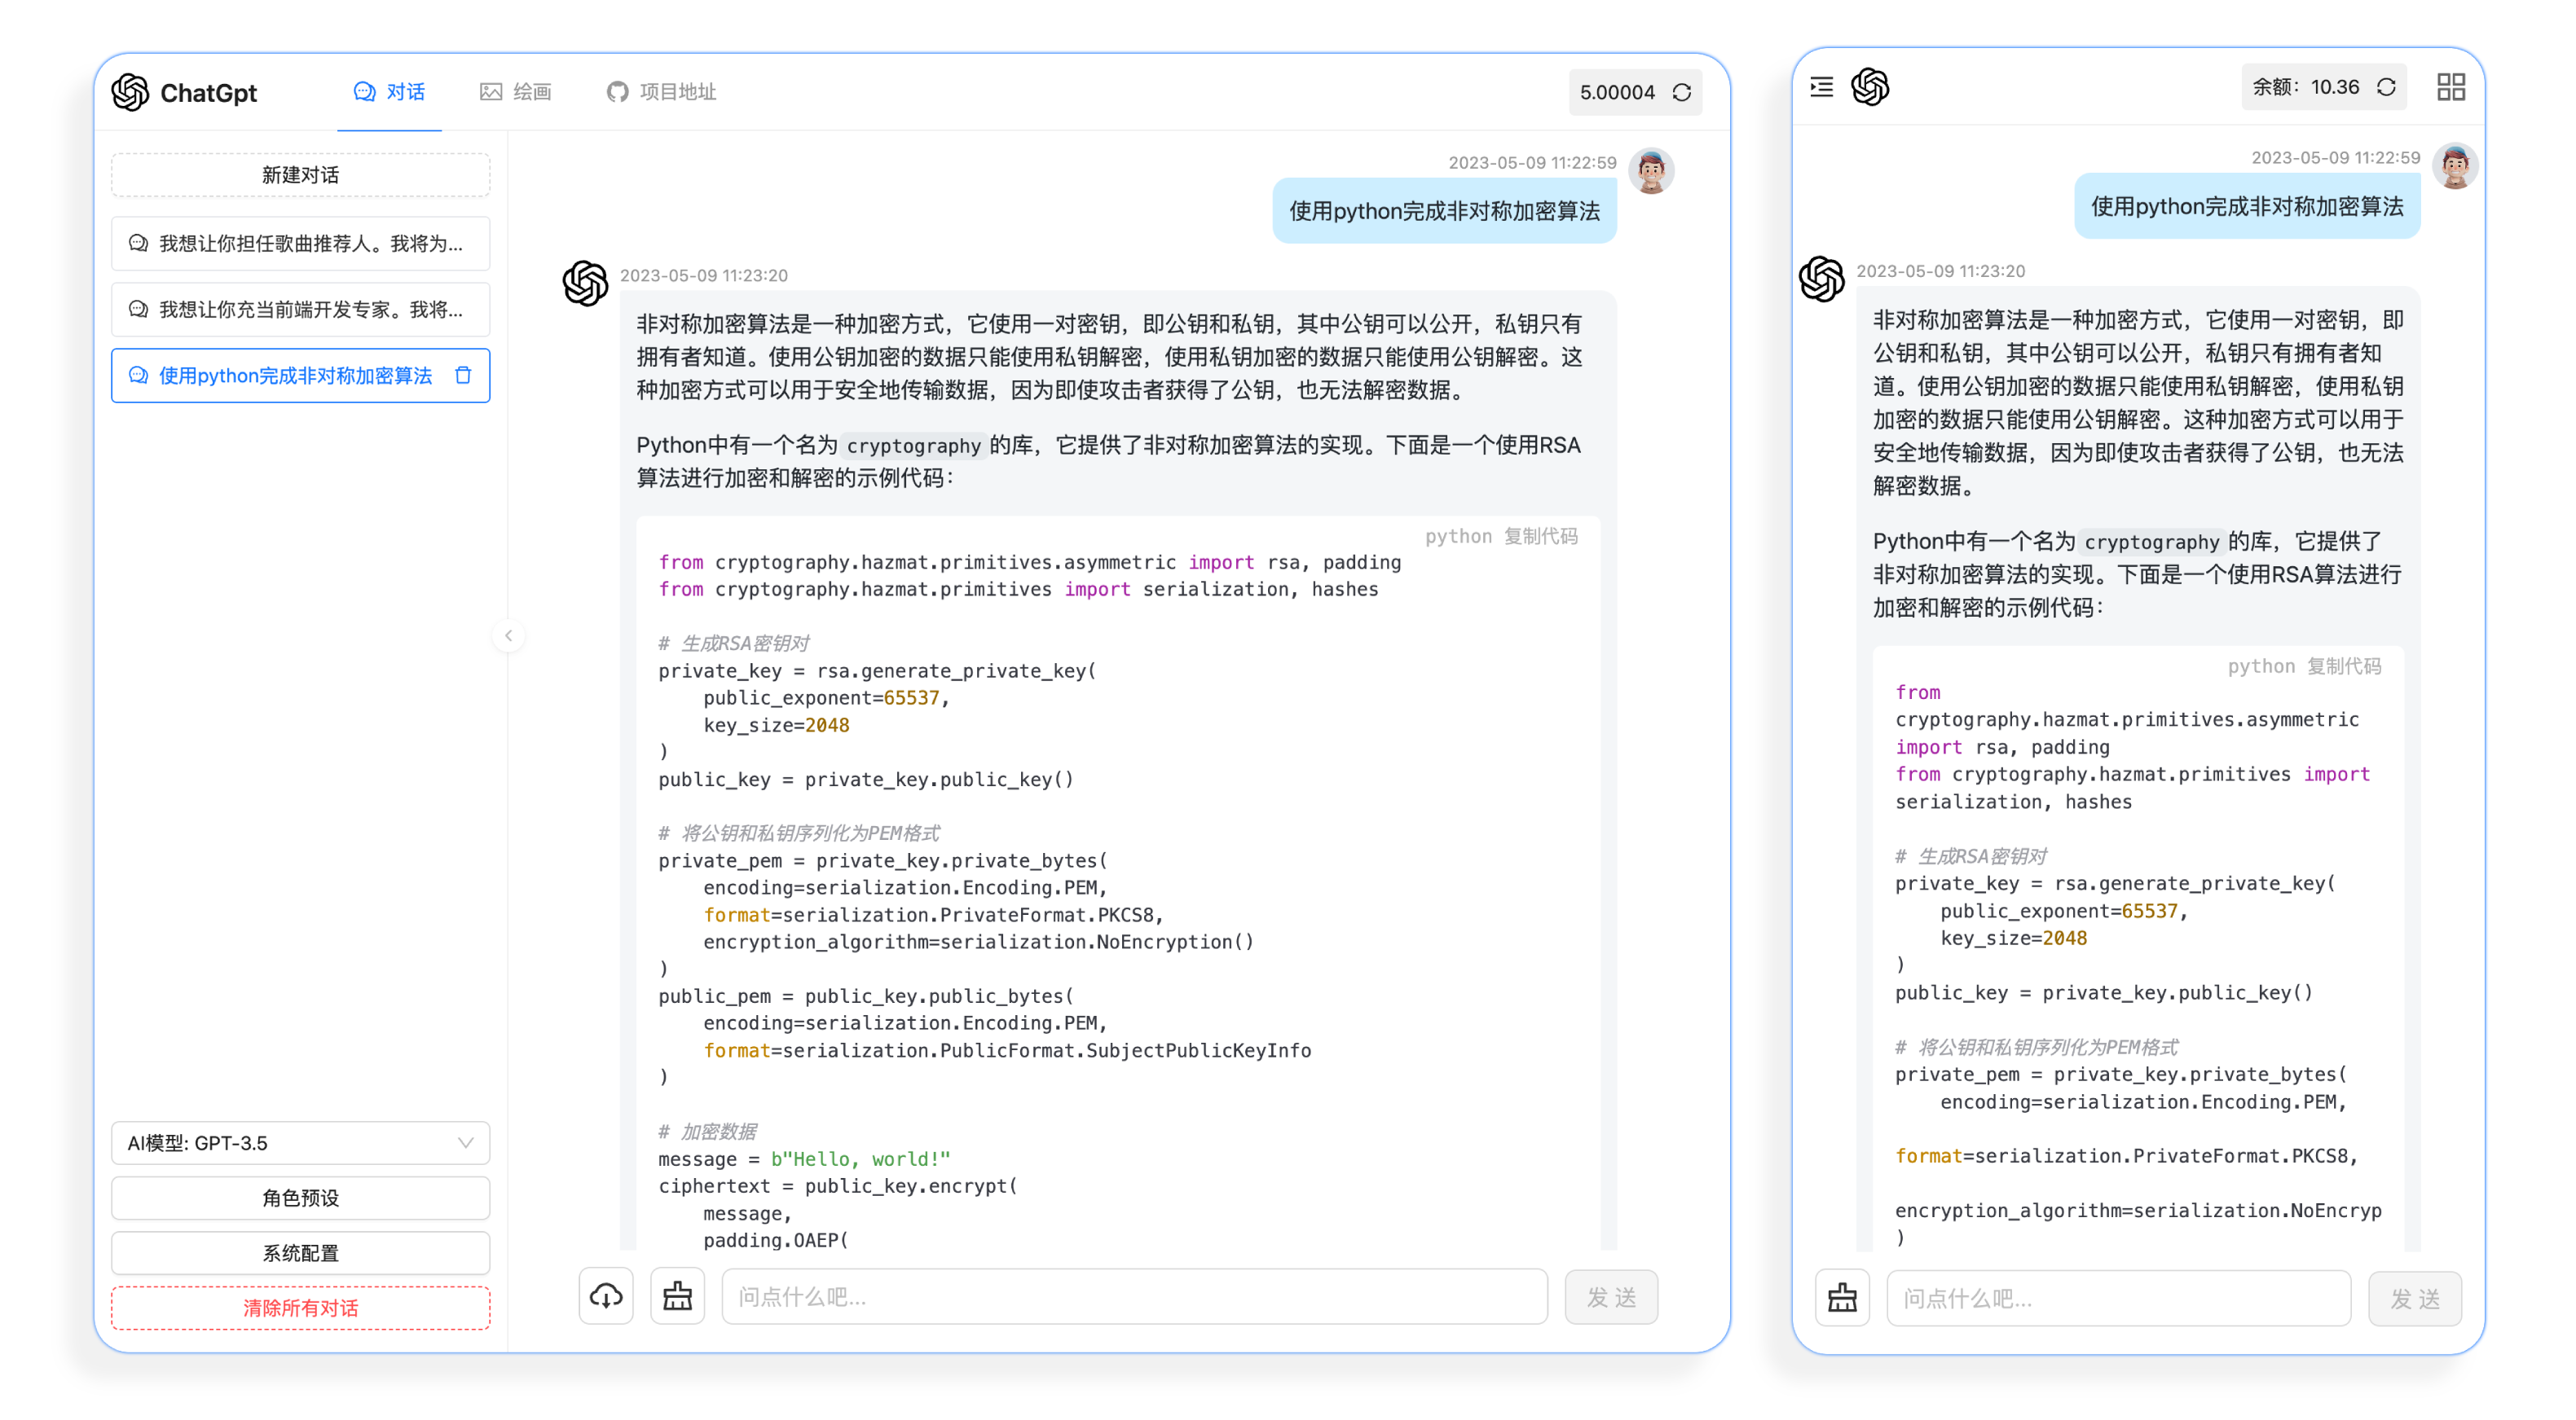 ChatGpt
对话
绘画
项目地址
5.00004
新建对话
我想让你担任歌曲推荐人。我将为...
我想让你充当前端开发专家。我将...
使用python完成非对称加密算法
AI模型: GPT-3.5
角色预设
系统配置
清除所有对话
2023-05-09 11:22:59
使用python完成非对称加密算法
2023-05-09 11:23:20
非对称加密算法是一种加密方式，它使用一对密钥，即公钥和私钥，其中公钥可以公开，私钥只有
拥有者知道。使用公钥加密的数据只能使用私钥解密，使用私钥加密的数据只能使用公钥解密。这
种加密方式可以用于安全地传输数据，因为即使攻击者获得了公钥，也无法解密数据。
Python中有一个名为 cryptography 的库，它提供了非对称加密算法的实现。下面是一个使用RSA
算法进行加密和解密的示例代码：
python 复制代码
from cryptography.hazmat.primitives.asymmetric import rsa, padding
from cryptography.hazmat.primitives import serialization, hashes
# 生成RSA密钥对
private_key = rsa.generate_private_key(
    public_exponent=65537,
    key_size=2048
)
public_key = private_key.public_key()
# 将公钥和私钥序列化为PEM格式
private_pem = private_key.private_bytes(
    encoding=serialization.Encoding.PEM,
    format=serialization.PrivateFormat.PKCS8,
    encryption_algorithm=serialization.NoEncryption()
)
public_pem = public_key.public_bytes(
    encoding=serialization.Encoding.PEM,
    format=serialization.PublicFormat.SubjectPublicKeyInfo
)
# 加密数据
message = b"Hello, world!"
ciphertext = public_key.encrypt(
    message,
    padding.OAEP(
问点什么吧...
发 送
余额：10.36
2023-05-09 11:22:59
使用python完成非对称加密算法
2023-05-09 11:23:20
非对称加密算法是一种加密方式，它使用一对密钥，即
公钥和私钥，其中公钥可以公开，私钥只有拥有者知
道。使用公钥加密的数据只能使用私钥解密，使用私钥
加密的数据只能使用公钥解密。这种加密方式可以用于
安全地传输数据，因为即使攻击者获得了公钥，也无法
解密数据。
Python中有一个名为 cryptography 的库，它提供了
非对称加密算法的实现。下面是一个使用RSA算法进行
加密和解密的示例代码：
python 复制代码
from
cryptography.hazmat.primitives.asymmetric
import rsa, padding
from cryptography.hazmat.primitives import
serialization, hashes
# 生成RSA密钥对
private_key = rsa.generate_private_key(
    public_exponent=65537,
    key_size=2048
)
public_key = private_key.public_key()
# 将公钥和私钥序列化为PEM格式
private_pem = private_key.private_bytes(
    encoding=serialization.Encoding.PEM,
format=serialization.PrivateFormat.PKCS8,
encryption_algorithm=serialization.NoEncryp
)
问点什么吧...
发 送